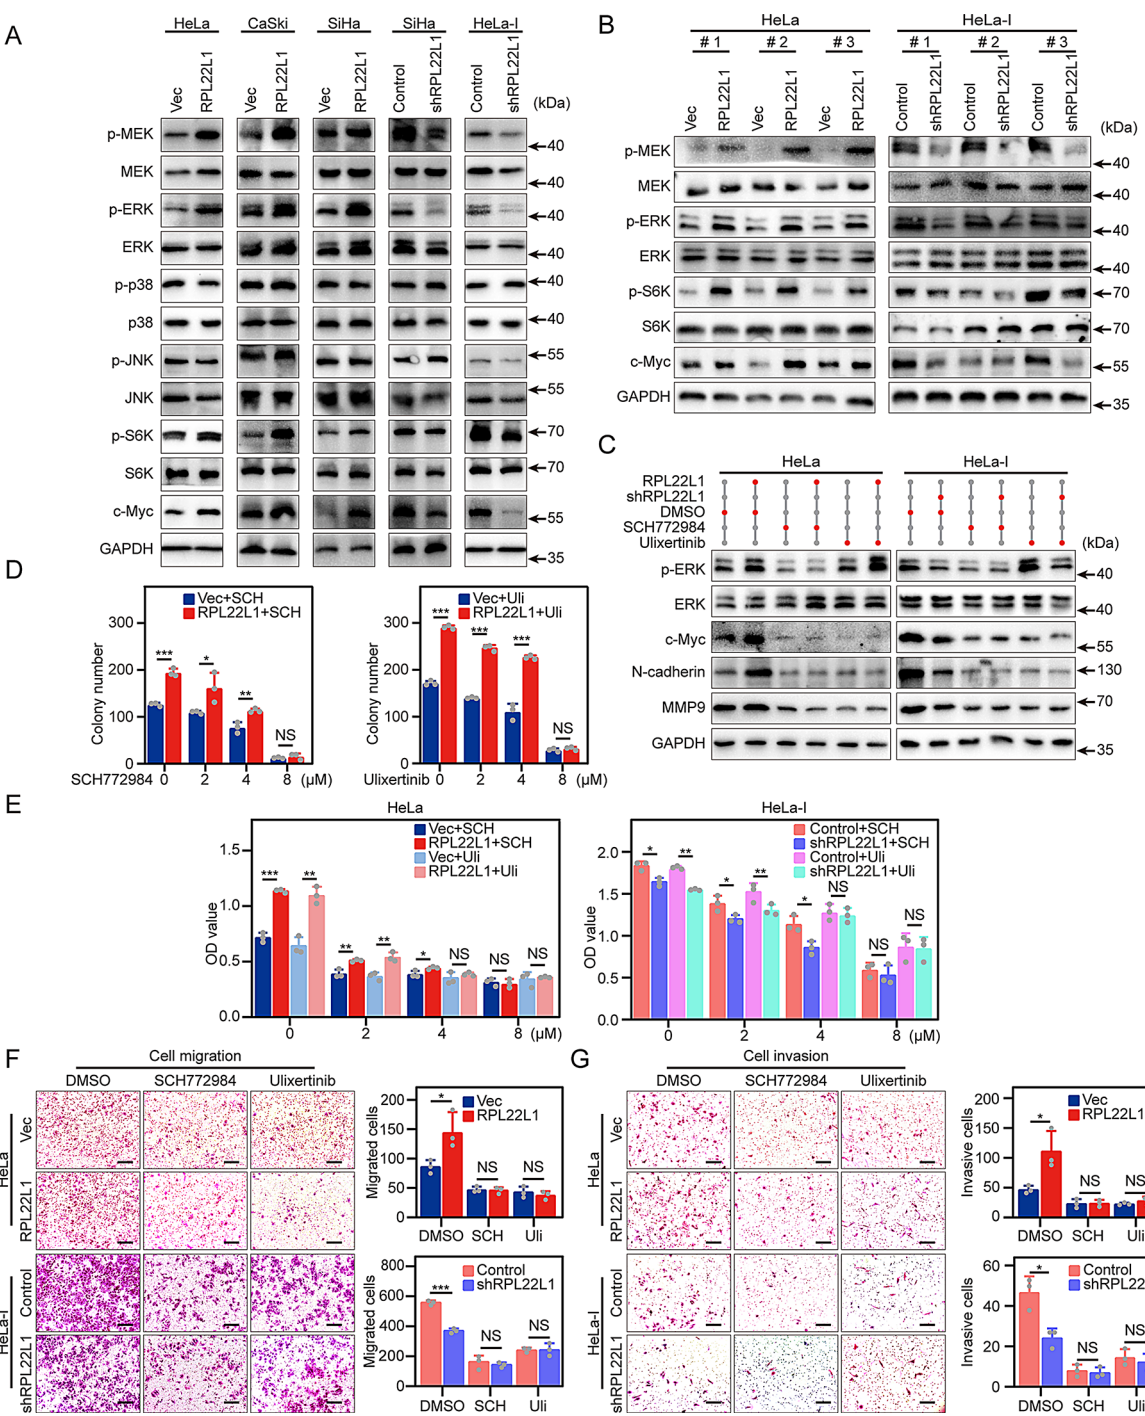 A
HeLa CaSki SiHa SiHa HeLa-I
Vec RPL22L1 Vec RPL22L1 Vec RPL22L1 Control shRPL22L1 Control shRPL22L1 (kDa)
p-MEK 40
MEK 40
p-ERK 40
ERK 40
p-p38 40
p38 40
p-JNK 55
JNK 55
p-S6K 70
S6K 70
c-Myc 55
GAPDH 35
B
HeLa HeLa-I
# 1 # 2 # 3 # 1 # 2 # 3
Vec RPL22L1 Vec RPL22L1 Vec RPL22L1 Control shRPL22L1 Control shRPL22L1 Control shRPL22L1 (kDa)
p-MEK 40
MEK 40
p-ERK 40
ERK 40
p-S6K 70
S6K 70
c-Myc 55
GAPDH 35
C
HeLa HeLa-I
RPL22L1
shRPL22L1
DMSO
SCH772984
Ulixertinib (kDa)
p-ERK 40
ERK 40
c-Myc 55
N-cadherin 130
MMP9 70
GAPDH 35
D
Vec+SCH
RPL22L1+SCH
Colony number
300
200
100
0
*** * ** NS
SCH772984 0 2 4 8 (μM)
Vec+Uli
RPL22L1+Uli
Colony number
300
200
100
0
*** *** *** NS
Ulixertinib 0 2 4 8 (μM)
E
HeLa
Vec+SCH
RPL22L1+SCH
Vec+Uli
RPL22L1+Uli
OD value
1.5
1.0
0.5
0.0
*** ** ** ** * NS NS NS
0 2 4 8 (μM)
HeLa-I
Control+SCH
shRPL22L1+SCH
Control+Uli
shRPL22L1+Uli
OD value
2.0
1.5
1.0
0.5
0.0
* ** * ** * NS NS NS
0 2 4 8 (μM)
F
Cell migration
DMSO SCH772984 Ulixertinib
HeLa
Vec
RPL22L1
HeLa-I
Control
shRPL22L1
Vec
RPL22L1
Migrated cells
200
150
100
50
0
* NS NS
DMSO SCH Uli
Control
shRPL22L1
Migrated cells
800
600
400
200
0
*** NS NS
DMSO SCH Uli
G
Cell invasion
DMSO SCH772984 Ulixertinib
HeLa
Vec
RPL22L1
HeLa-I
Control
shRPL22L1
Vec
RPL22L1
Invasive cells
200
150
100
50
0
* NS NS
DMSO SCH Uli
Control
shRPL22
Invasive cells
60
40
20
0
* NS NS
DMSO SCH Uli